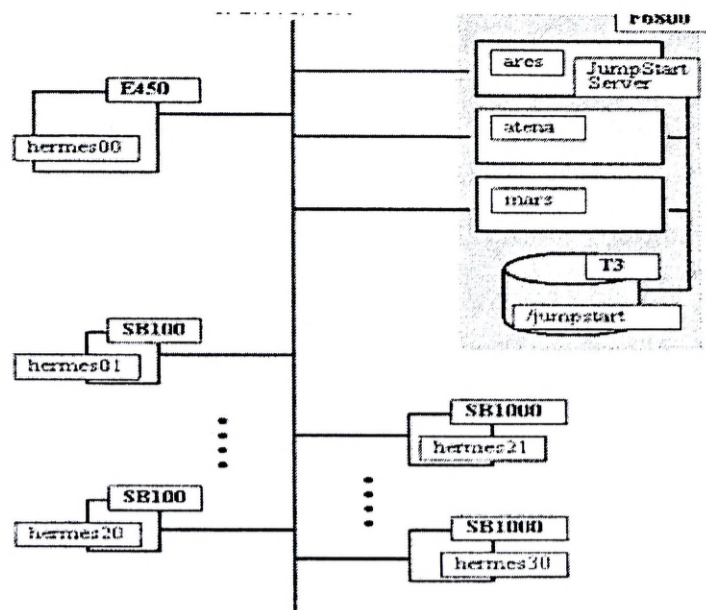 F6800
ares
JumpStart
Server
E450
hermes00
atena
mars
T3
/jumpstart
SB100
hermes01
SB1000
hermes21
SB100
hermes20
SB1000
hermes30